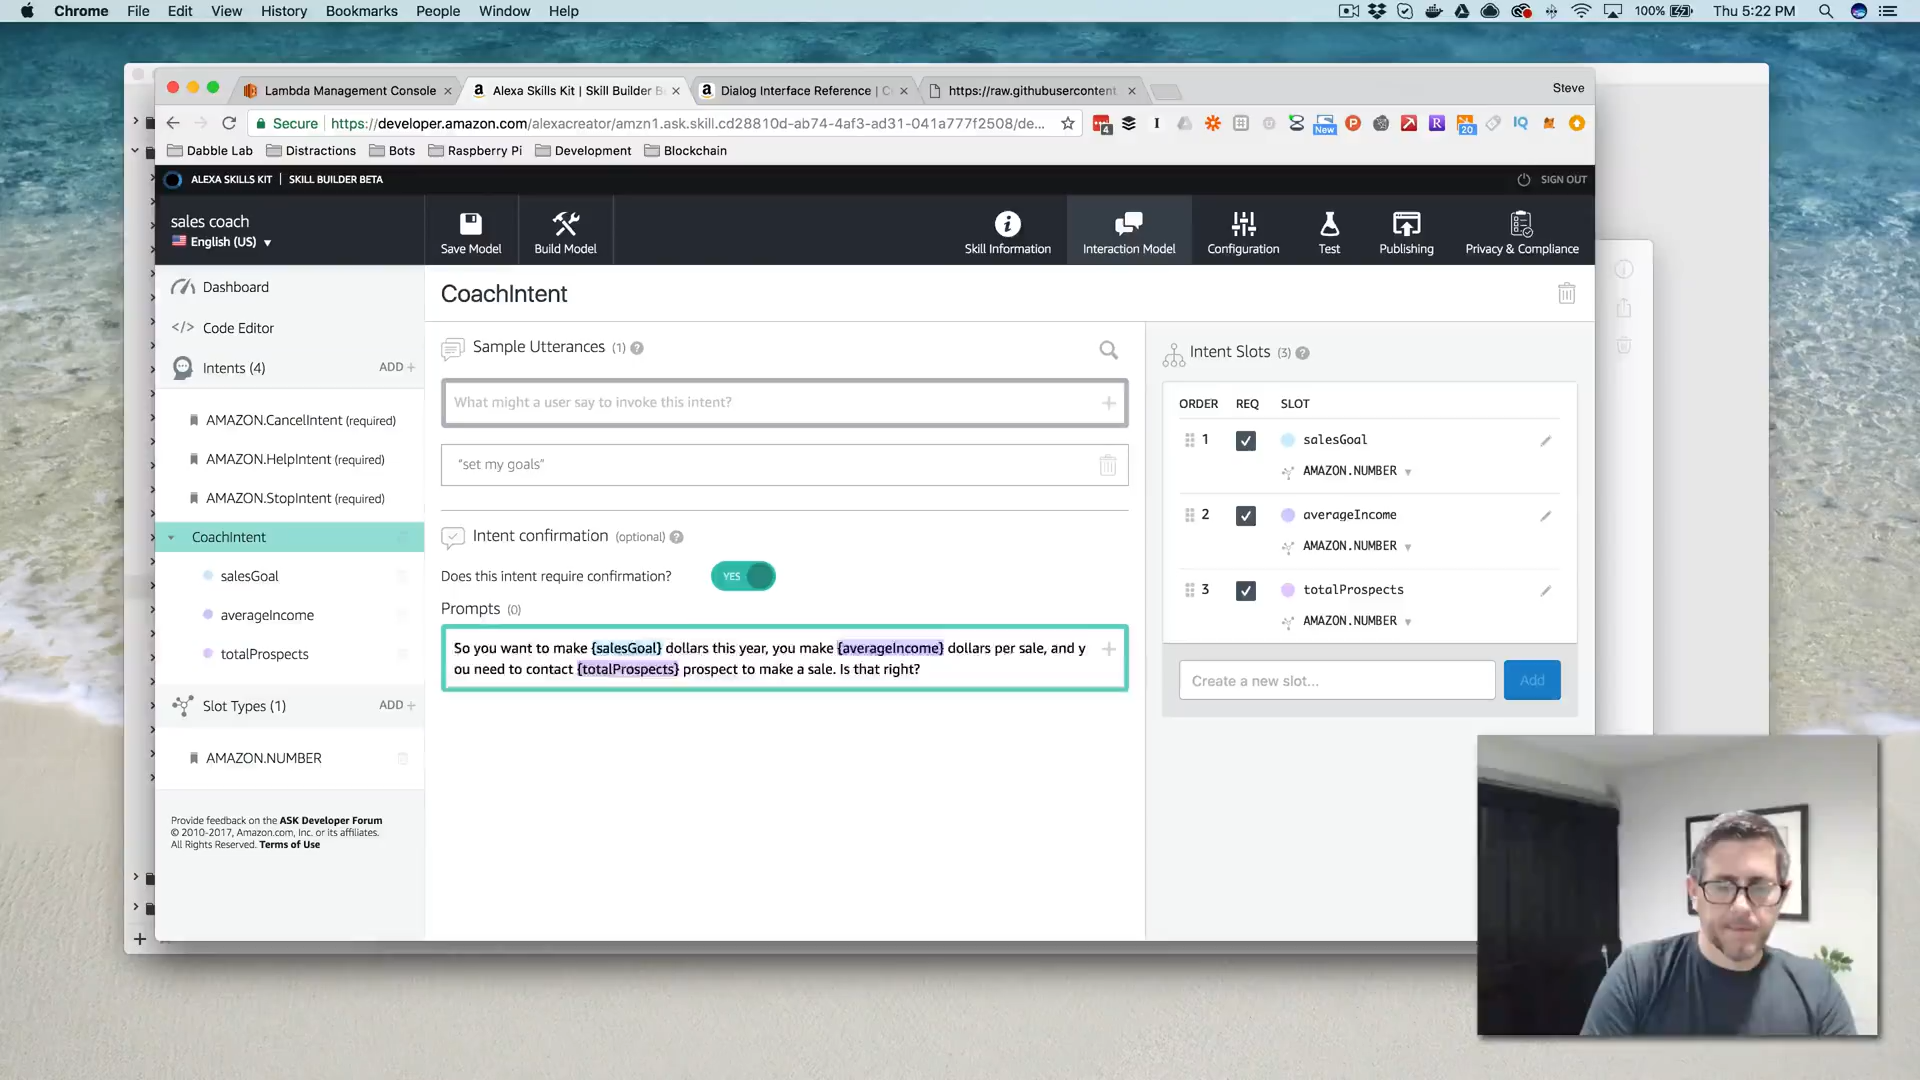 Chrome File Edit View History Bookmarks People Window Help 100% Thu 5:22 PM
Lambda Management Console
Alexa Skills Kit | Skill Builder B
Dialog Interface Reference | C
https://raw.githubusercontent.
Steve
Secure https://developer.amazon.com/alexacreator/amzn1.ask.skill.cd28810d-ab74-4af3-ad31-041a777f2508/de...
4 New 20 IQ
Dabble Lab Distractions Bots Raspberry Pi Development Blockchain
ALEXA SKILLS KIT | SKILL BUILDER BETA
SIGN OUT
sales coach
English (US)
Save Model
Build Model
Skill Information
Interaction Model
Configuration
Test
Publishing
Privacy & Compliance
Dashboard
Code Editor
Intents (4) ADD +
AMAZON.CancelIntent (required)
AMAZON.HelpIntent (required)
AMAZON.StopIntent (required)
CoachIntent
salesGoal
averageIncome
totalProspects
Slot Types (1) ADD +
AMAZON.NUMBER
Provide feedback on the ASK Developer Forum
© 2010-2017, Amazon.com, Inc. or its affiliates.
All Rights Reserved. Terms of Use
CoachIntent
Sample Utterances (1)
What might a user say to invoke this intent?
"set my goals"
Intent confirmation (optional)
Does this intent require confirmation? YES
Prompts (0)
So you want to make {salesGoal} dollars this year, you make {averageIncome} dollars per sale, and y
ou need to contact {totalProspects} prospect to make a sale. Is that right?
Intent Slots (3)
ORDER REQ SLOT
1 salesGoal
AMAZON.NUMBER
2 averageIncome
AMAZON.NUMBER
3 totalProspects
AMAZON.NUMBER
Create a new slot...
Add